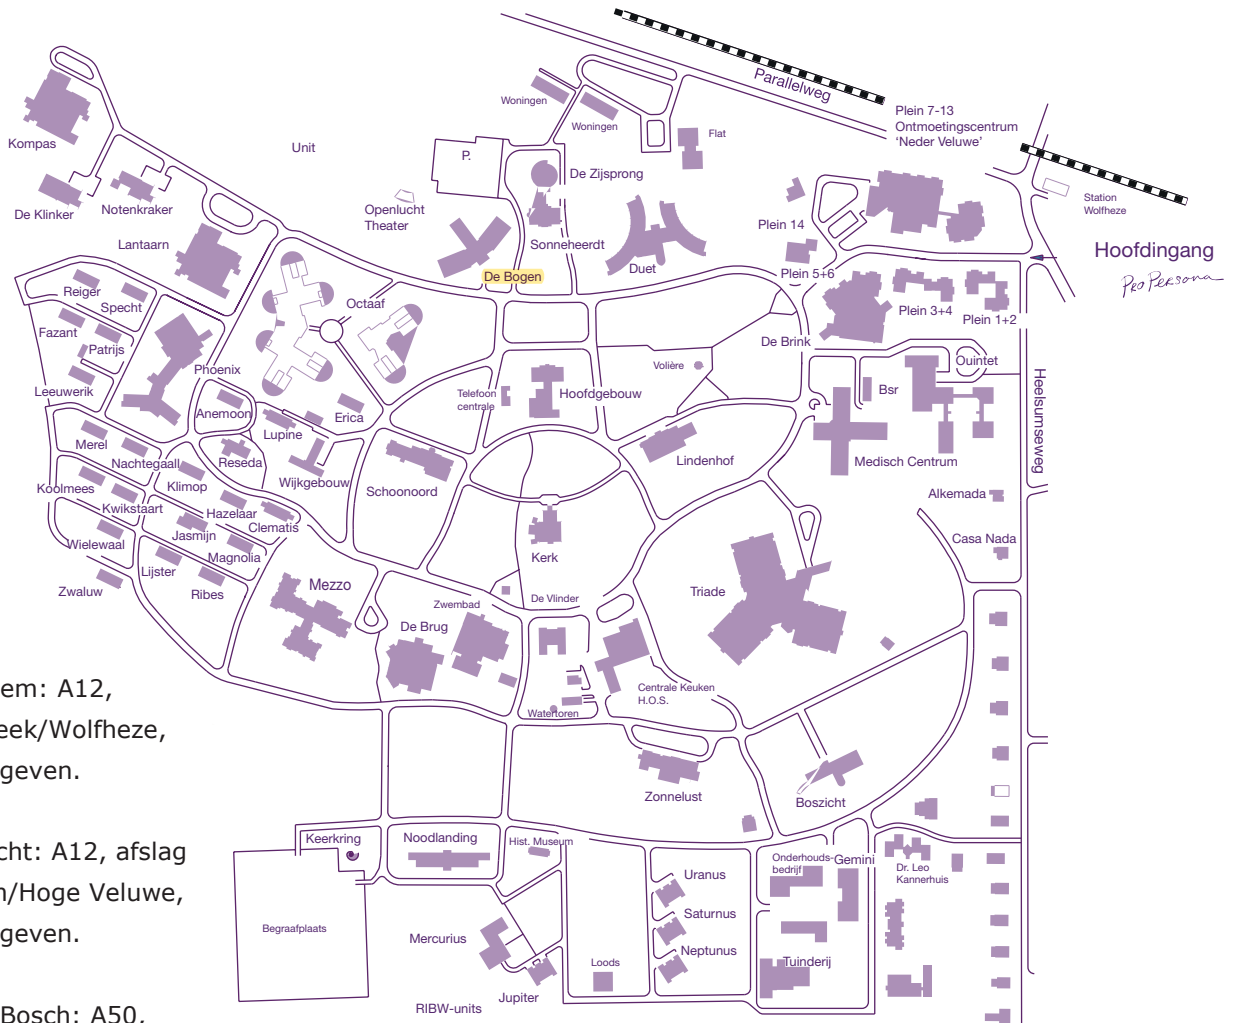 Parallelweg
Plein 7-13
Ontmoetingscentrum
'Neder Veluwe'
Woningen
Woningen
Flat
Kompas
Unit
P.
De Zijsprong
Station
Wolfheze
De Klinker
Notenkraker
Openlucht
Theater
Plein 14
Lantaarn
Sonneheerdt
Duet
Hoofdingang
Pro Persona
De Bogen
Plein 5+6
Reiger
Specht
Octaaf
Plein 3+4
Plein 1+2
Fazant
Patrijs
De Brink
Phoenix
Volière
Quintet
Leeuwerik
Telefoon
centrale
Hoofdgebouw
Bsr
Heelsumseweg
Anemoon
Erica
Lupine
Merel
Nachtegaall
Reseda
Lindenhof
Medisch Centrum
Koolmees
Klimop
Wijkgebouw
Schoonoord
Alkemada
Kwikstaart
Hazelaar
Clematis
Jasmijn
Casa Nada
Wielewaal
Magnolia
Kerk
Lijster
Zwaluw
Ribes
Mezzo
Triade
De Vlinder
Zwembad
De Brug
Centrale Keuken
H.O.S.
Watertoren
em: A12,
eek/Wolfheze,
geven.
Zonnelust
Boszicht
Keerkring
Noodlanding
Hist. Museum
cht: A12, afslag
n/Hoge Veluwe,
geven.
Onderhouds-
bedrijf
Gemini
Dr. Leo
Kannerhuis
Uranus
Saturnus
Begraafplaats
Mercurius
Neptunus
Loods
Tuinderij
Jupiter
RIBW-units
Bosch: A50,